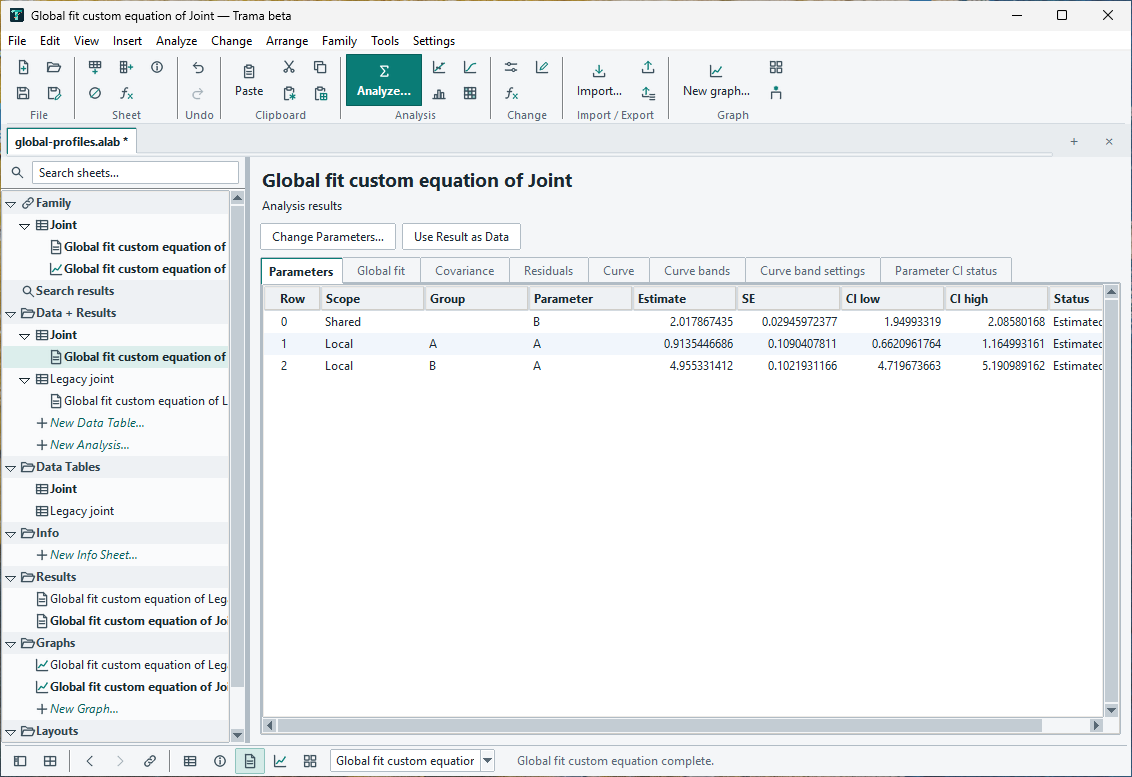 Global fit custom equation of Joint — Trama beta
File Edit View Insert Analyze Change Arrange Family Tools Settings
Paste Analyze... Import... New graph...
File Sheet Undo Clipboard Analysis Change Import / Export Graph
global-profiles.alab *
Search sheets...
Family
Joint
Global fit custom equation of
Global fit custom equation of
Search results
Data + Results
Joint
Global fit custom equation of
Legacy joint
Global fit custom equation of L
New Data Table...
New Analysis...
Data Tables
Joint
Legacy joint
Info
New Info Sheet...
Results
Global fit custom equation of Leg
Global fit custom equation of Jo
Graphs
Global fit custom equation of Leg
Global fit custom equation of Jo
New Graph...
Layouts
Global fit custom equation of Joint
Analysis results
Change Parameters... Use Result as Data
Parameters Global fit Covariance Residuals Curve Curve bands Curve band settings Parameter CI status
Row Scope Group Parameter Estimate SE CI low CI high Status
0 Shared B 2.017867435 0.02945972377 1.94993319 2.08580168 Estimated
1 Local A A 0.9135446686 0.1090407811 0.6620961764 1.164993161 Estimated
2 Local B A 4.955331412 0.1021931166 4.719673663 5.190989162 Estimated
Global fit custom equation Global fit custom equation complete.